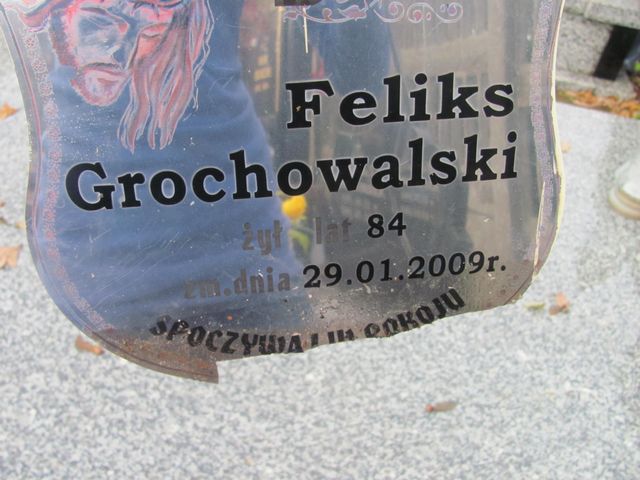 Feliks
Grochowalski
żył lat 84
zm.dnia 29.01.2009r.
SPOCZYWAJ W POKOJU